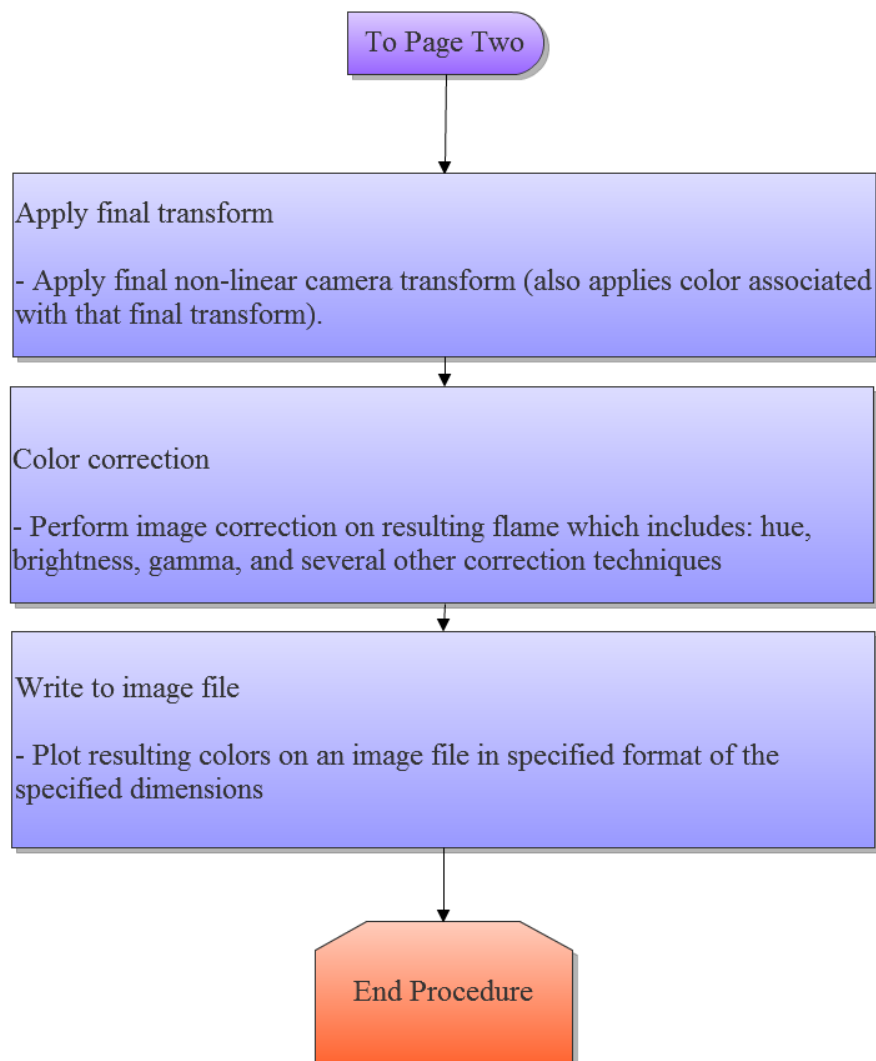 To Page Two
Apply final transform
- Apply final non-linear camera transform (also applies color associated
with that final transform).
Color correction
- Perform image correction on resulting flame which includes: hue,
brightness, gamma, and several other correction techniques
Write to image file
- Plot resulting colors on an image file in specified format of the
specified dimensions
End Procedure